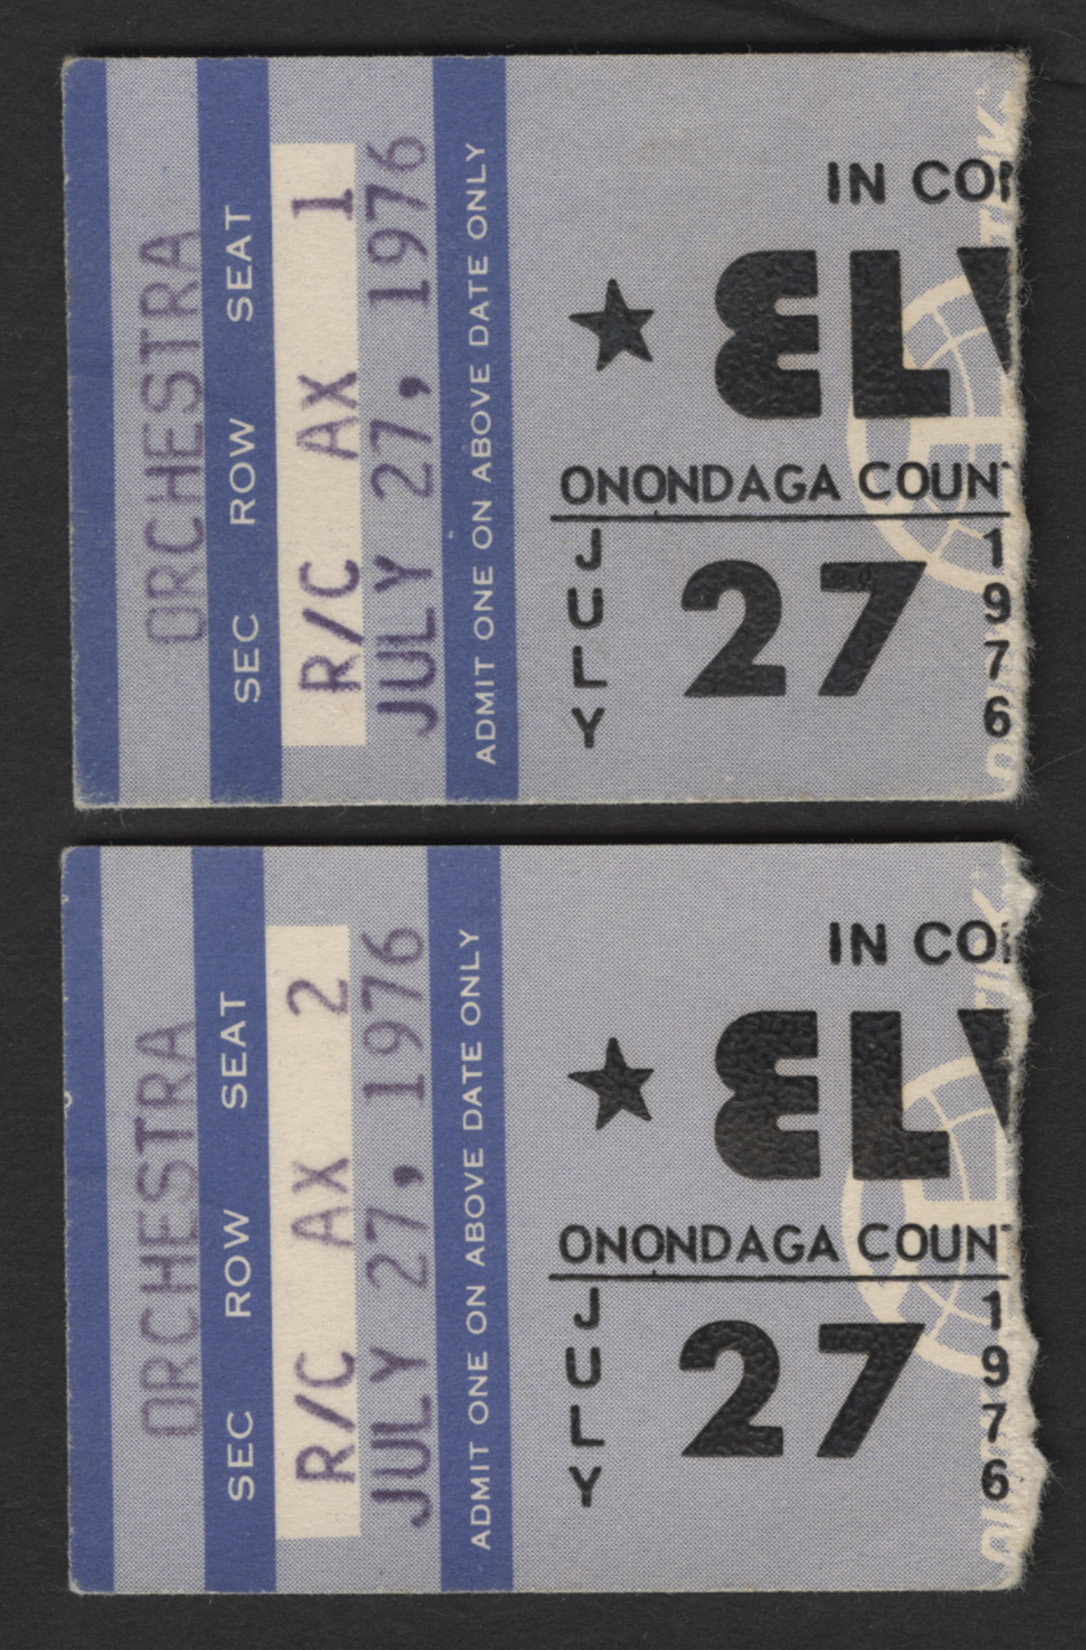 ORCHESTRA
SEC ROW SEAT
R/C AX 1
JULY 27, 1976
ADMIT ONE ON ABOVE DATE ONLY
IN CO
★ ELV
ONONDAGA COUN
JULY 27 1976
ORCHESTRA
SEC ROW SEAT
R/C AX 2
JULY 27, 1976
ADMIT ONE ON ABOVE DATE ONLY
IN CO
★ ELV
ONONDAGA COUN
JULY 27 1976